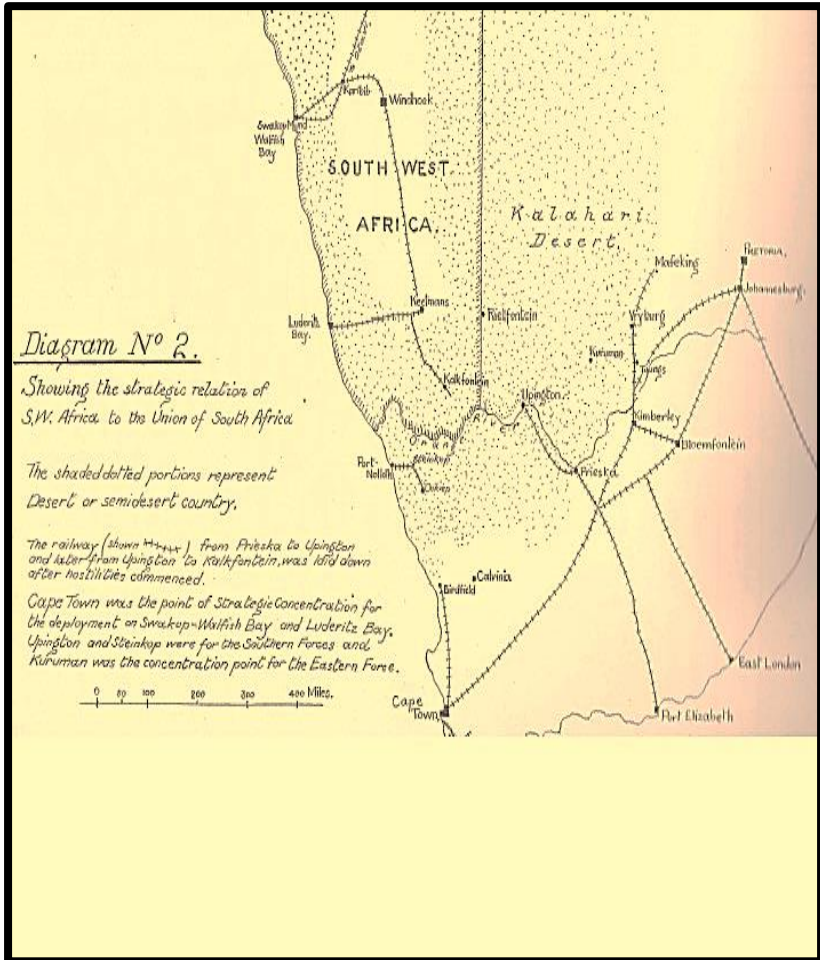 Karibib
Windhoek
Swakop Mund
Walfish
Bay
SOUTH WEST
AFRICA.
Kalahari
Desert.
PRETORIA.
Mafeking
Johannesburg.
Keetmans
Rietfontein
Vryburg
Luderitz
Bay.
Diagram Nº 2.
Kuruman
Taungs
Kalkfontein
Showing the strategic relation of
S.W. Africa to the Union of South Africa
Upington
Kimberley
Steinkop
Bloemfontein
Port-
Nolloth
Prieska
The shaded dotted portions represent
Desert or semidesert country.
The railway (shown) from Prieska to Upington
and later from Upington to Kalkfontein, was laid down
after hostilities commenced.
Calvinia
Cape Town was the point of Strategic Concentration for
the deployment on Swakop-Walfish Bay and Luderitz Bay.
Upington and Steinkop were for the Southern Forces and
Kuruman was the concentration point for the Eastern Force.
East London
0 50 100 200 300 400 Miles.
Cape
Town
Port Elizabeth